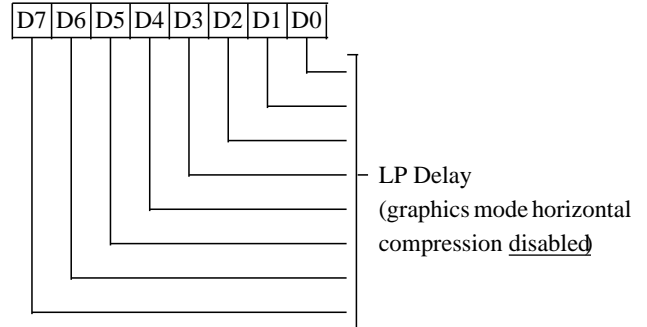 D7 D6 D5 D4 D3 D2 D1 D0
LP Delay
(graphics mode horizontal
compression disabled)